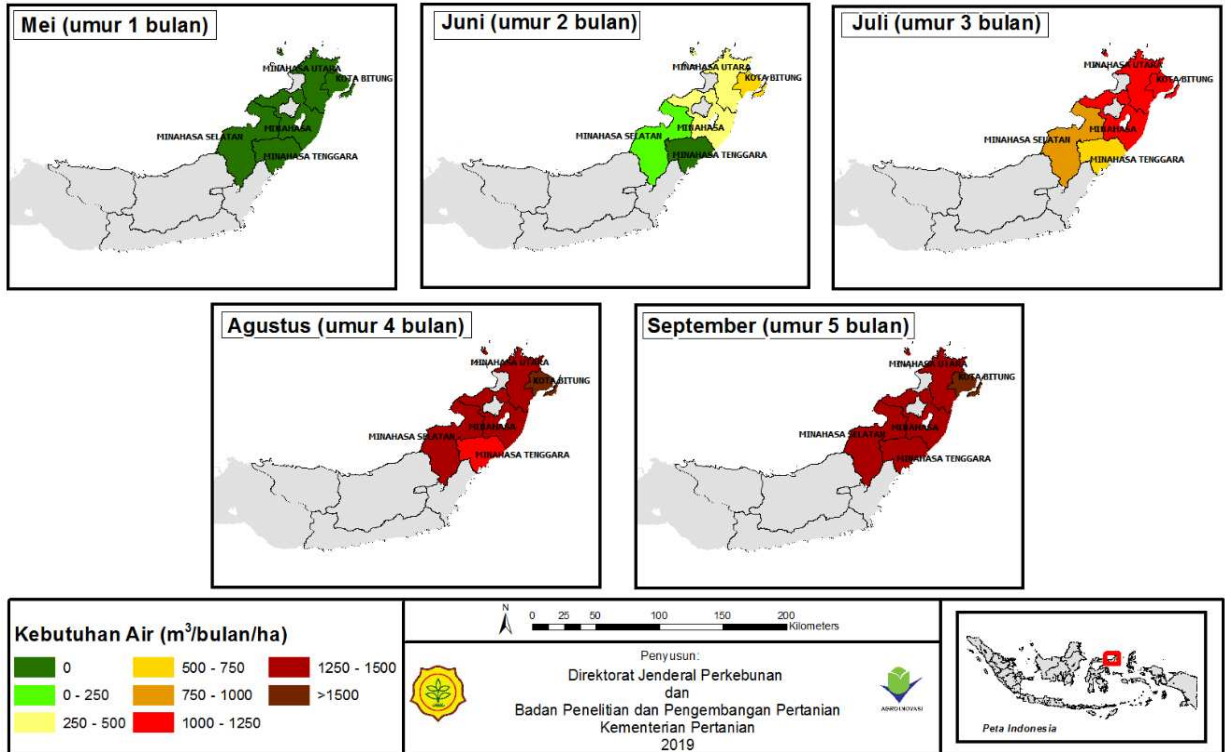 Mei (umur 1 bulan)
MINAHASA UTARA
KOTA BITUNG
MINAHASA SELATAN
MINAHASA
MINAHASA TENGGARA
Juni (umur 2 bulan)
MINAHASA UTARA
KOTA BITUNG
MINAHASA SELATAN
MINAHASA
MINAHASA TENGGARA
Juli (umur 3 bulan)
MINAHASA UTARA
KOTA BITUNG
MINAHASA SELATAN
MINAHASA
MINAHASA TENGGARA
Agustus (umur 4 bulan)
MINAHASA UTARA
KOTA BITUNG
MINAHASA SELATAN
MINAHASA
MINAHASA TENGGARA
September (umur 5 bulan)
MINAHASA UTARA
KOTA BITUNG
MINAHASA SELATAN
MINAHASA
MINAHASA TENGGARA
Kebutuhan Air (m³/bulan/ha)
0
0 - 250
250 - 500
500 - 750
750 - 1000
1000 - 1250
1250 - 1500
>1500
N
0 25 50 100 150 200
Kilometers
Penyusun:
Direktorat Jenderal Perkebunan
dan
Badan Penelitian dan Pengembangan Pertanian
Kementerian Pertanian
2019
AGRO INOVASI
Peta Indonesia